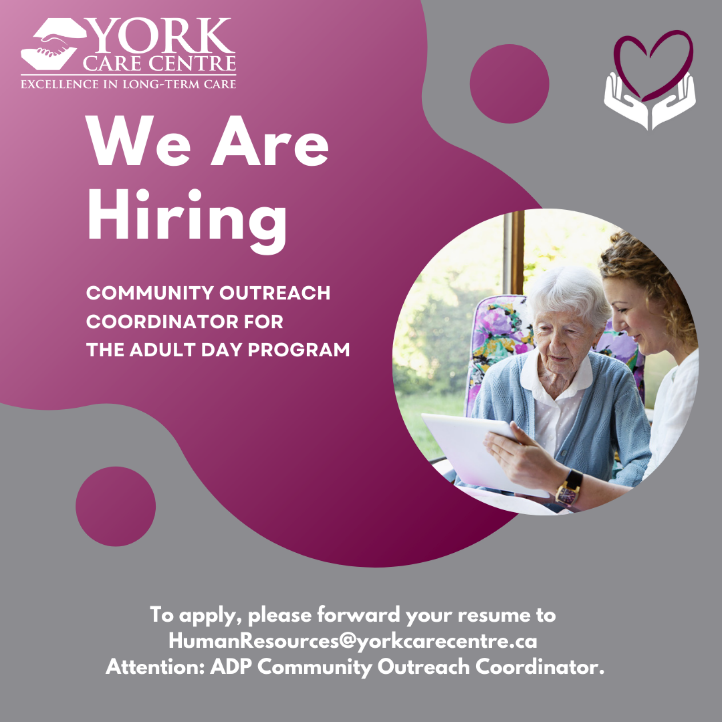 YORK
CARE CENTRE
EXCELLENCE IN LONG-TERM CARE
We Are
Hiring
COMMUNITY OUTREACH
COORDINATOR FOR
THE ADULT DAY PROGRAM
To apply, please forward your resume to
HumanResources@yorkcarecentre.ca
Attention: ADP Community Outreach Coordinator.